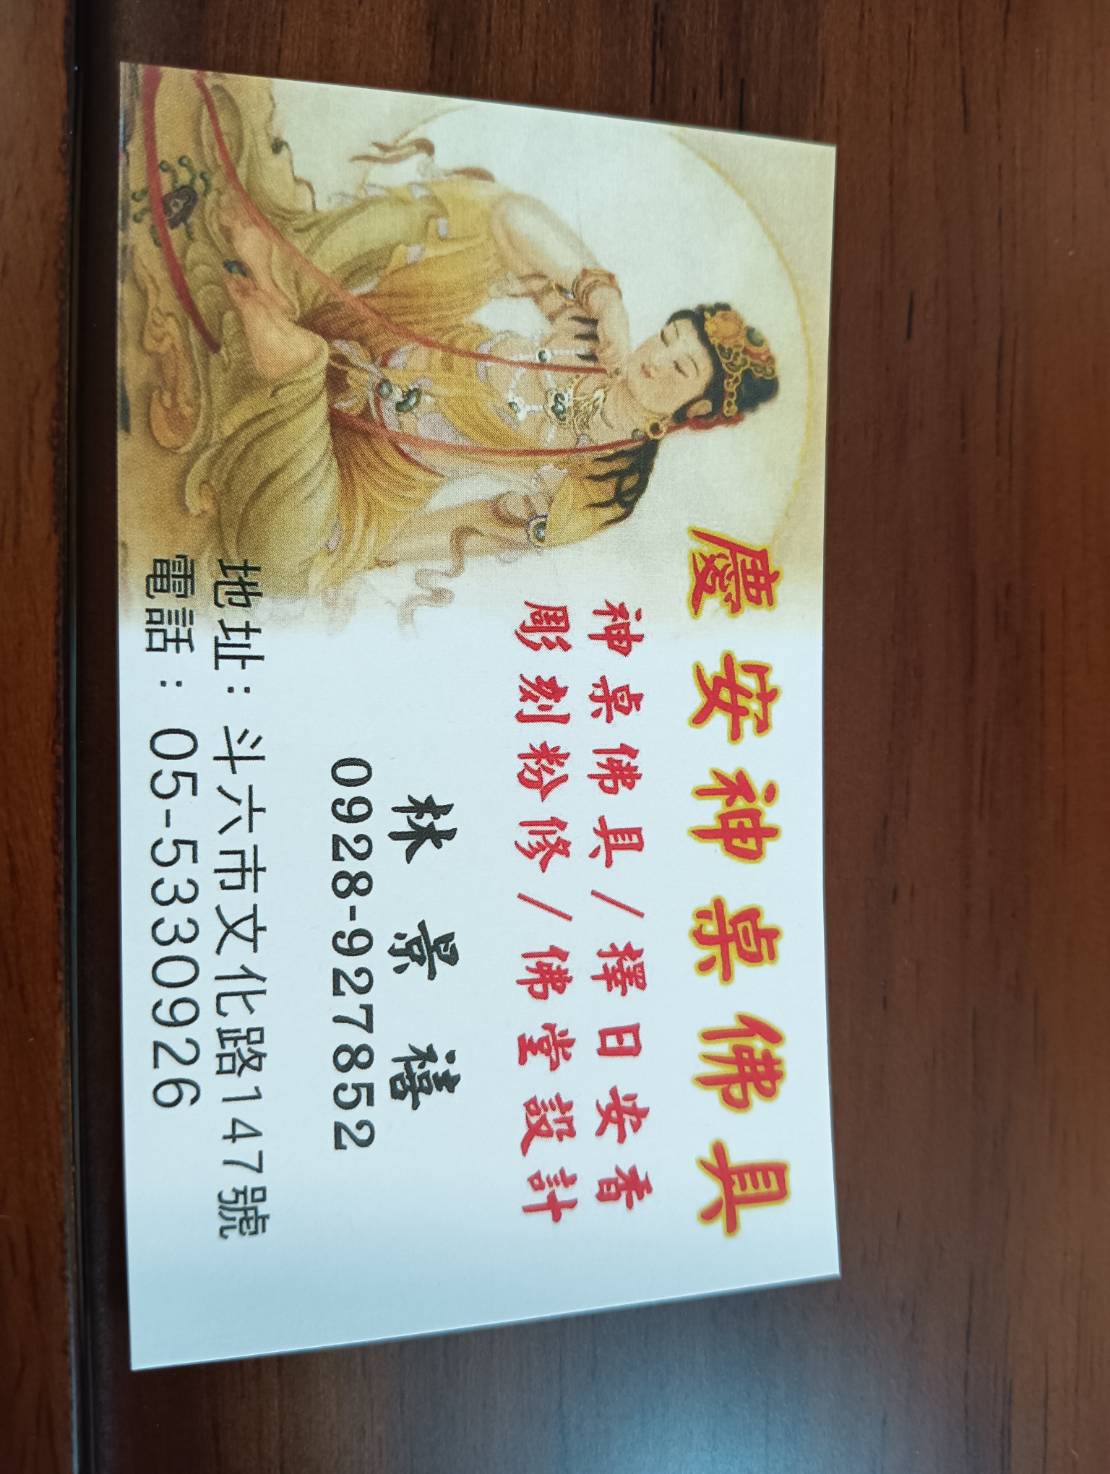 慶安神桌佛具
神桌佛具/擇日安香
彫刻粉修/佛堂設計
林景禧
0928-927852
地址：斗六市文化路147號
電話：05-5330926